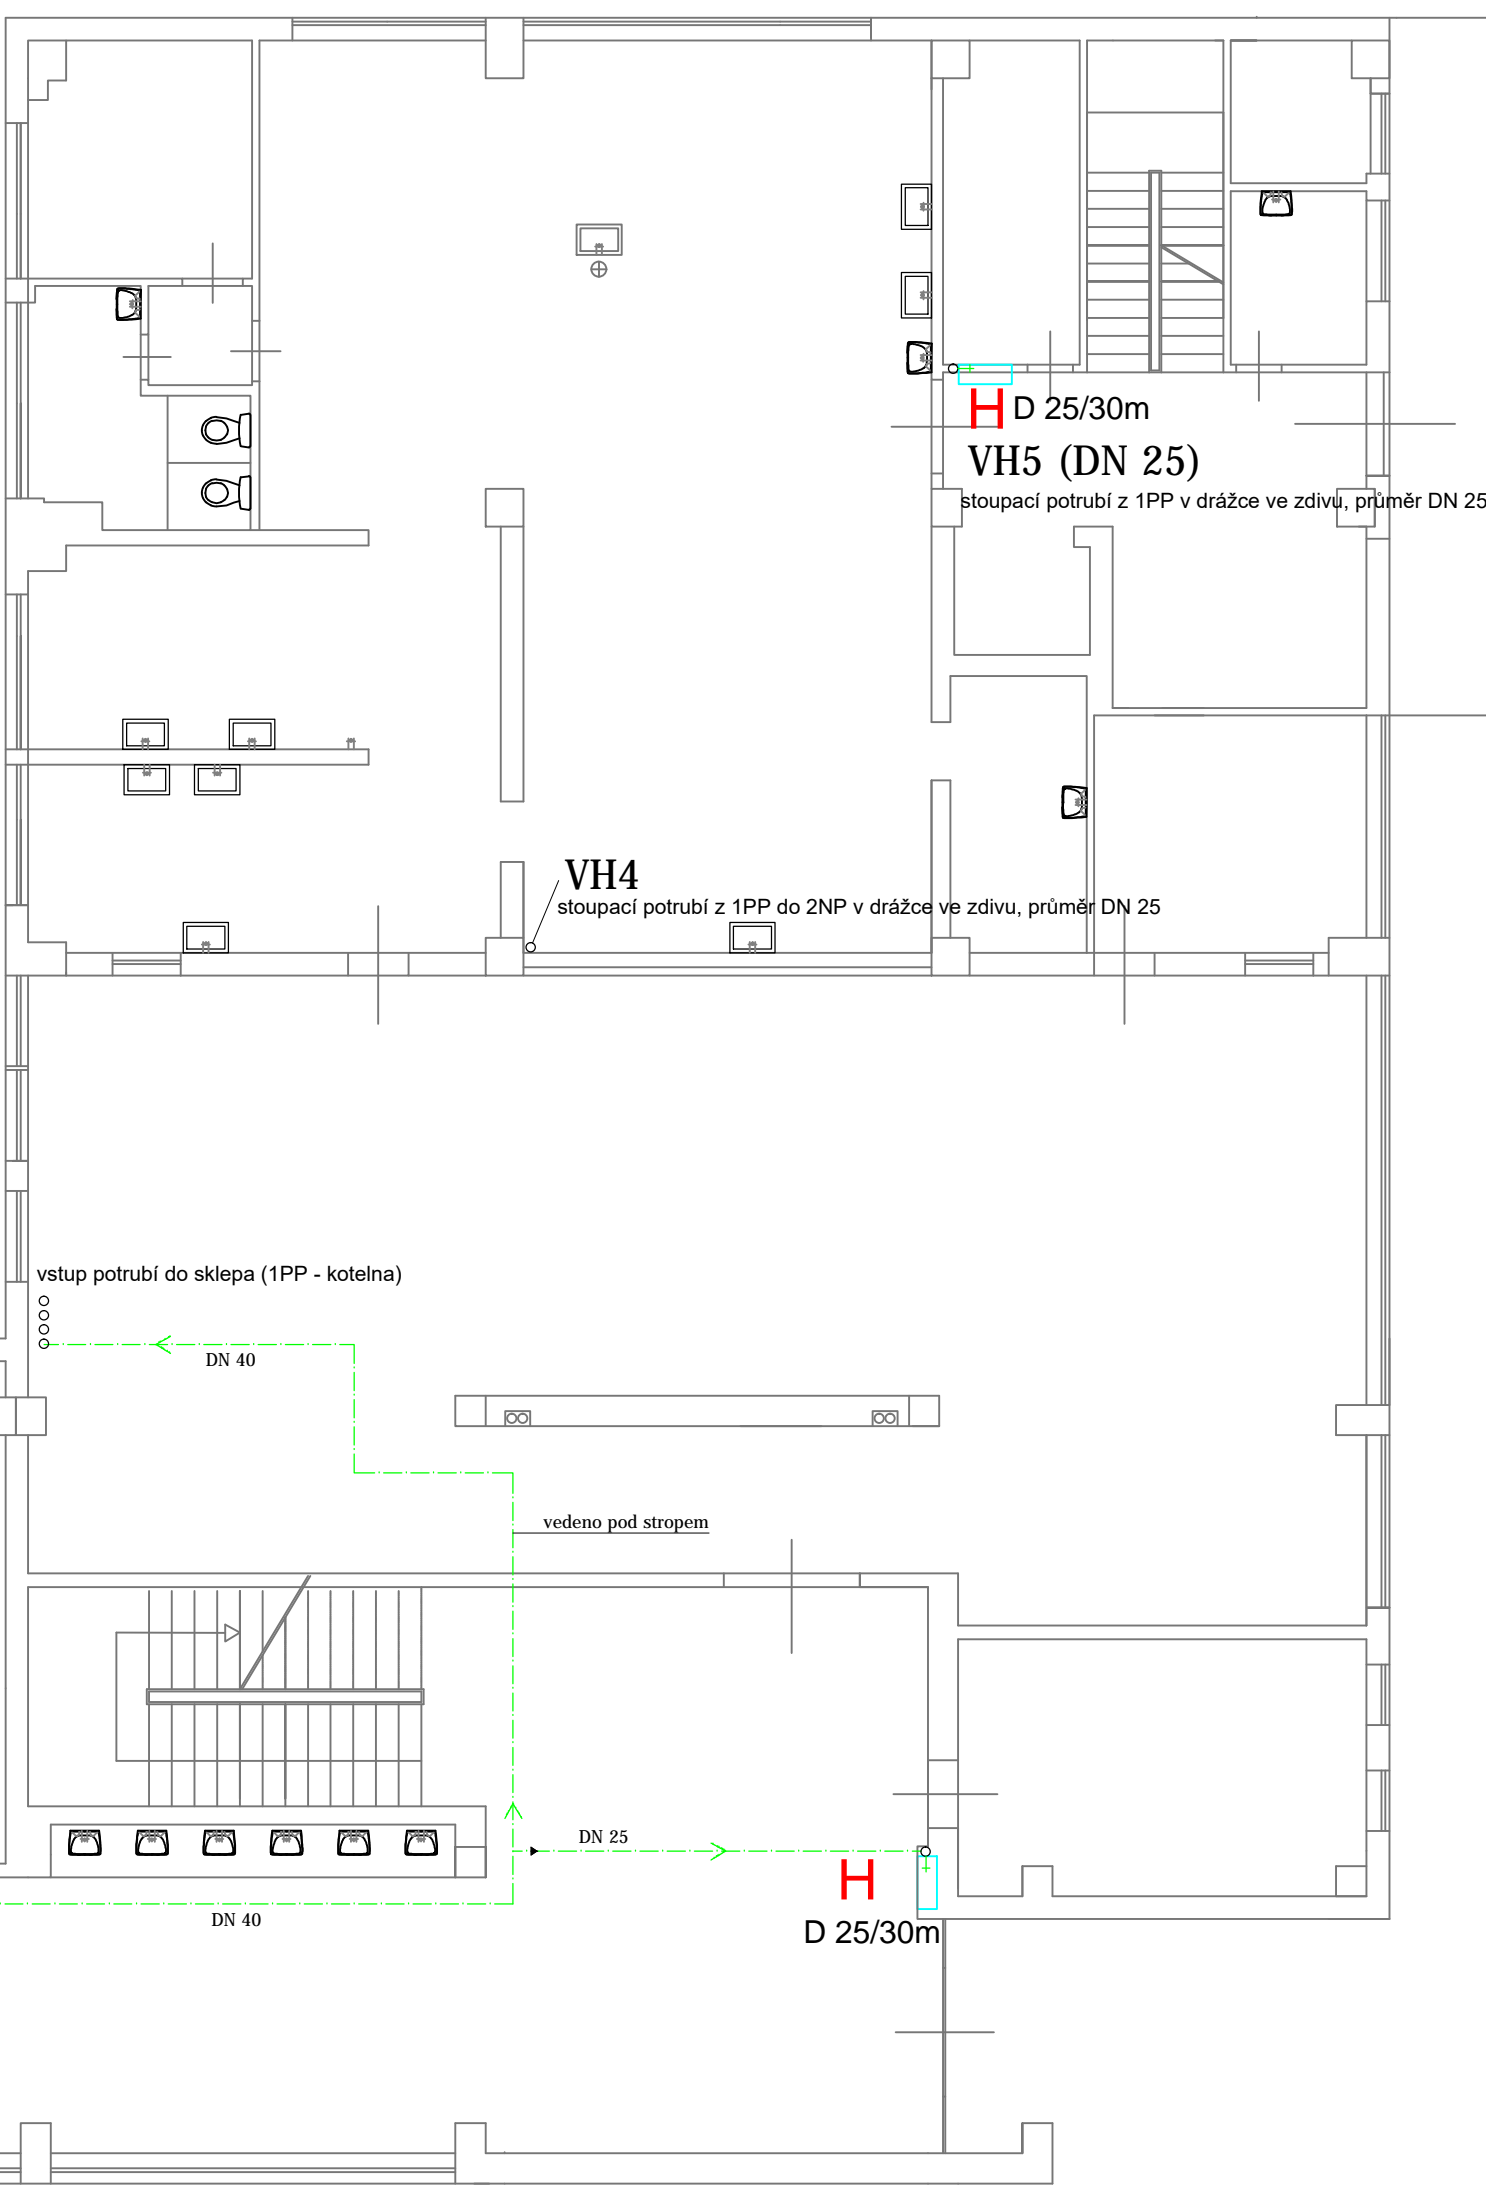 H D 25/30m
VH5 (DN 25)
stoupací potrubí z 1PP v drážce ve zdivu, průměr DN 25
VH4
stoupací potrubí z 1PP do 2NP v drážce ve zdivu, průměr DN 25
vstup potrubí do sklepa (1PP - kotelna)
DN 40
vedeno pod stropem
DN 25
H
DN 40
D 25/30m